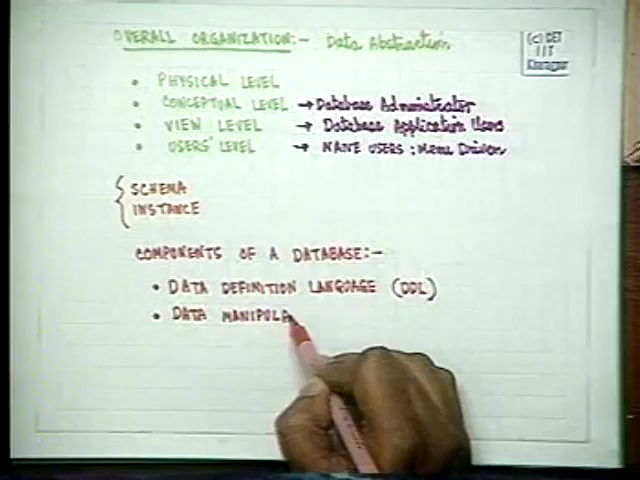 OVERALL ORGANIZATION:- Data Abstraction
(c) CET
IIT
Kharagpur
• PHYSICAL LEVEL
• CONCEPTUAL LEVEL → Database Administrator
• VIEW LEVEL → Database Application Users
• USERS' LEVEL → NAIVE USERS: Menu Driven
SCHEMA
INSTANCE
COMPONENTS OF A DATABASE:-
• DATA DEFINITION LANGUAGE (DDL)
• DATA MANIPULA